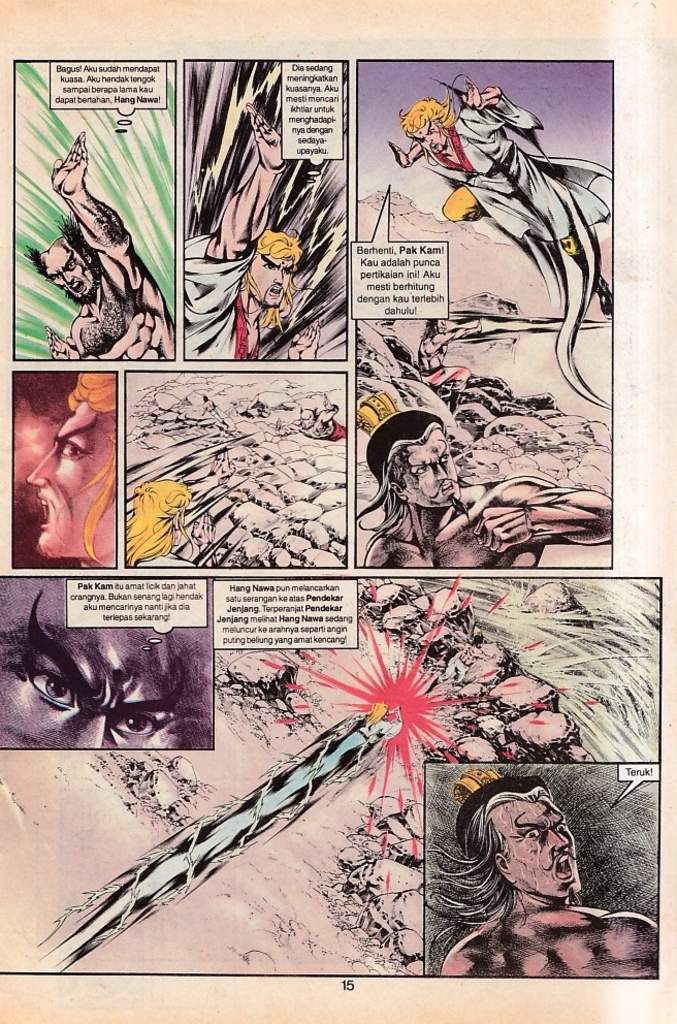 Bagus! Aku sudah mendapat
kuasa. Aku hendak tengok
sampai berapa lama kau
dapat bertahan, Hang Nawa!
Dia sedang
meningkatkan
kuasanya. Aku
mesti mencari
ikhtiar untuk
menghadapi-
nya dengan
sedaya-
upayaku.
Berhenti, Pak Kam!
Kau adalah punca
pertikaian ini! Aku
mesti berhitung
dengan kau terlebih
dahulu!
Pak Kam itu amat licik dan jahat
orangnya. Bukan senang lagi hendak
aku mencarinya nanti jika dia
terlepas sekarang!
Hang Nawa pun melancarkan
satu serangan ke atas Pendekar
Jenjang. Terperanjat Pendekar
Jenjang melihat Hang Nawa sedang
meluncur ke arahnya seperti angin
puting beliung yang amat kencang!
Teruk!
15